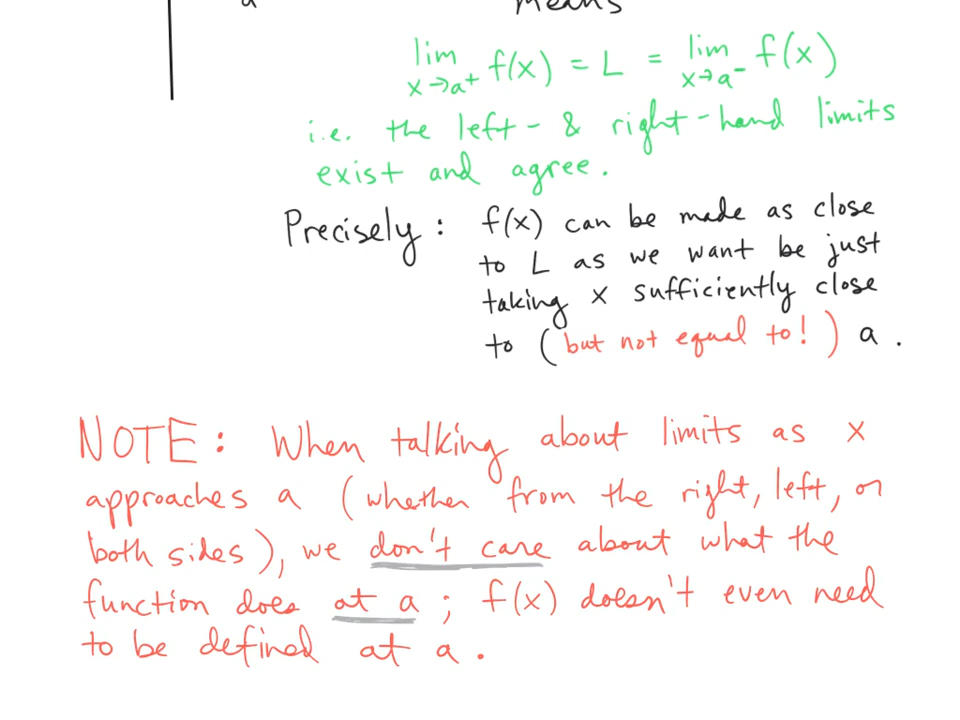 a means
lim x→a+ f(x) = L = lim x→a- f(x)
i.e. the left- & right-hand limits
exist and agree.
Precisely: f(x) can be made as close
to L as we want be just
taking x sufficiently close
to (but not equal to!) a.
NOTE: When talking about limits as x
approaches a (whether from the right, left, or
both sides), we don't care about what the
function does at a; f(x) doesn't even need
to be defined at a.